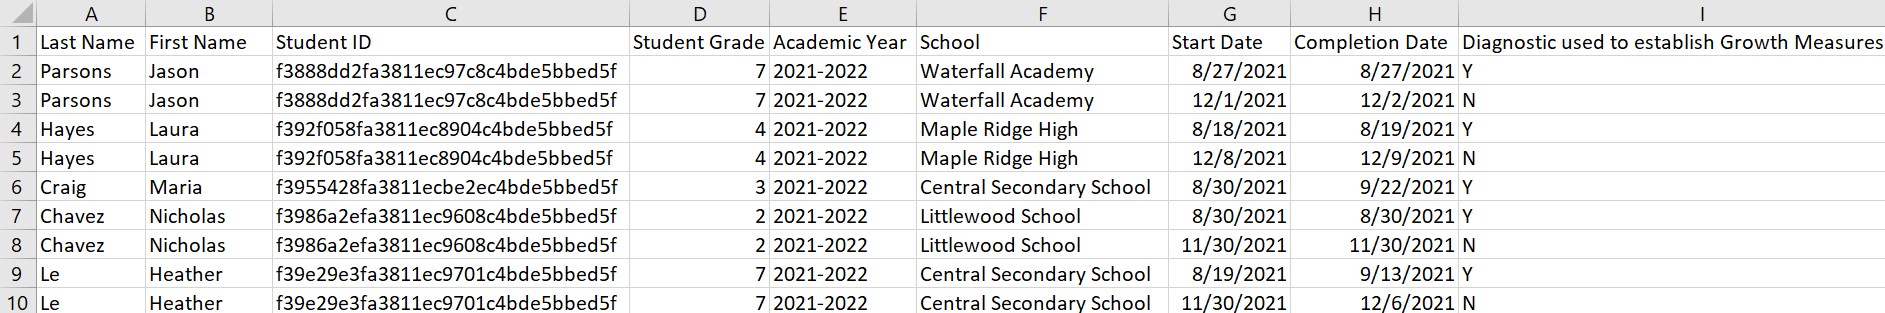 A B C D E F G H I
1 Last Name First Name Student ID Student Grade Academic Year School Start Date Completion Date Diagnostic used to establish Growth Measures
2 Parsons Jason f3888dd2fa3811ec97c8c4bde5bbed5f 7 2021-2022 Waterfall Academy 8/27/2021 8/27/2021 Y
3 Parsons Jason f3888dd2fa3811ec97c8c4bde5bbed5f 7 2021-2022 Waterfall Academy 12/1/2021 12/2/2021 N
4 Hayes Laura f392f058fa3811ec8904c4bde5bbed5f 4 2021-2022 Maple Ridge High 8/18/2021 8/19/2021 Y
5 Hayes Laura f392f058fa3811ec8904c4bde5bbed5f 4 2021-2022 Maple Ridge High 12/8/2021 12/9/2021 N
6 Craig Maria f3955428fa3811ecbe2ec4bde5bbed5f 3 2021-2022 Central Secondary School 8/30/2021 9/22/2021 Y
7 Chavez Nicholas f3986a2efa3811ec9608c4bde5bbed5f 2 2021-2022 Littlewood School 8/30/2021 8/30/2021 Y
8 Chavez Nicholas f3986a2efa3811ec9608c4bde5bbed5f 2 2021-2022 Littlewood School 11/30/2021 11/30/2021 N
9 Le Heather f39e29e3fa3811ec9701c4bde5bbed5f 7 2021-2022 Central Secondary School 8/19/2021 9/13/2021 Y
10 Le Heather f39e29e3fa3811ec9701c4bde5bbed5f 7 2021-2022 Central Secondary School 11/30/2021 12/6/2021 N